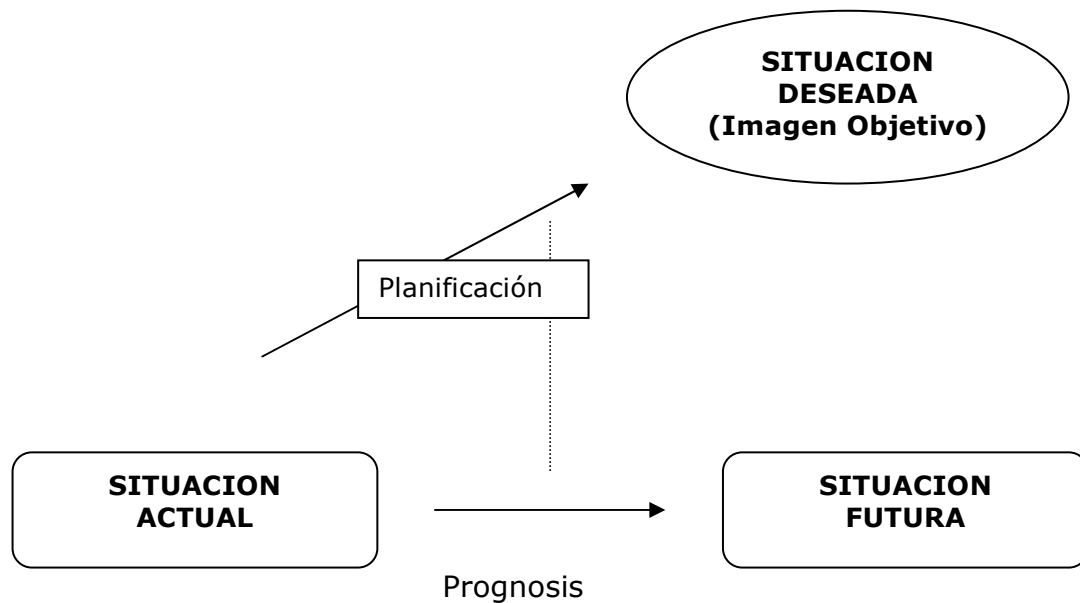 SITUACION
DESEADA
(Imagen Objetivo)
Planificación
SITUACION
ACTUAL
SITUACION
FUTURA
Prognosis